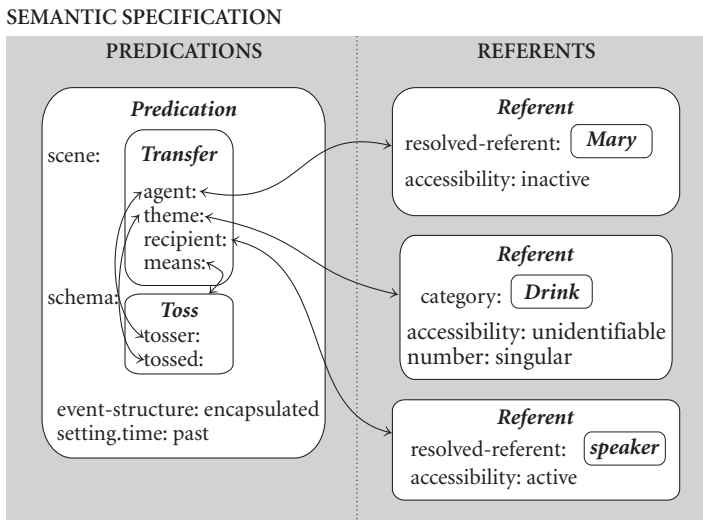 SEMANTIC SPECIFICATION
PREDICATIONS
REFERENTS
Predication
scene:
Transfer
agent:
theme:
recipient:
means:
schema:
Toss
tosser:
tossed:
event-structure: encapsulated
setting.time: past
Referent
resolved-referent: Mary
accessibility: inactive
Referent
category: Drink
accessibility: unidentifiable
number: singular
Referent
resolved-referent: speaker
accessibility: active